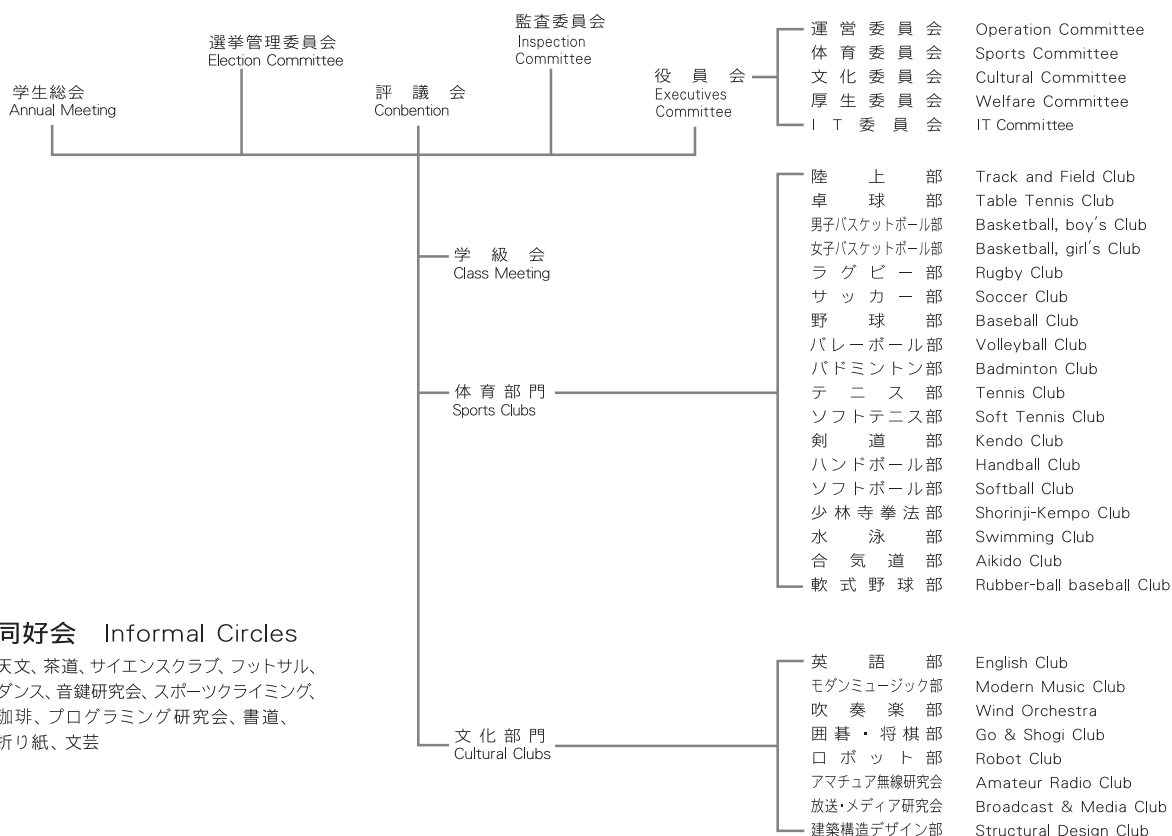 学生総会
Annual Meeting
選挙管理委員会
Election Committee
評議会
Conbention
監査委員会
Inspection
Committee
役員会
Executives
Committee
運営委員会 Operation Committee
体育委員会 Sports Committee
文化委員会 Cultural Committee
厚生委員会 Welfare Committee
IT委員会 IT Committee
学級会
Class Meeting
体育部門
Sports Clubs
陸上部 Track and Field Club
卓球部 Table Tennis Club
男子バスケットボール部 Basketball, boy's Club
女子バスケットボール部 Basketball, girl's Club
ラグビー部 Rugby Club
サッカー部 Soccer Club
野球部 Baseball Club
バレーボール部 Volleyball Club
バドミントン部 Badminton Club
テニス部 Tennis Club
ソフトテニス部 Soft Tennis Club
剣道部 Kendo Club
ハンドボール部 Handball Club
ソフトボール部 Softball Club
少林寺拳法部 Shorinji-Kempo Club
水泳部 Swimming Club
合気道部 Aikido Club
軟式野球部 Rubber-ball baseball Club
文化部門
Cultural Clubs
英語部 English Club
モダンミュージック部 Modern Music Club
吹奏楽部 Wind Orchestra
囲碁・将棋部 Go & Shogi Club
ロボット部 Robot Club
アマチュア無線研究会 Amateur Radio Club
放送・メディア研究会 Broadcast & Media Club
建築構造デザイン部 Structural Design Club
同好会 Informal Circles
天文、茶道、サイエンスクラブ、フットサル、
ダンス、音鍵研究会、スポーツクライミング、
珈琲、プログラミング研究会、書道、
折り紙、文芸